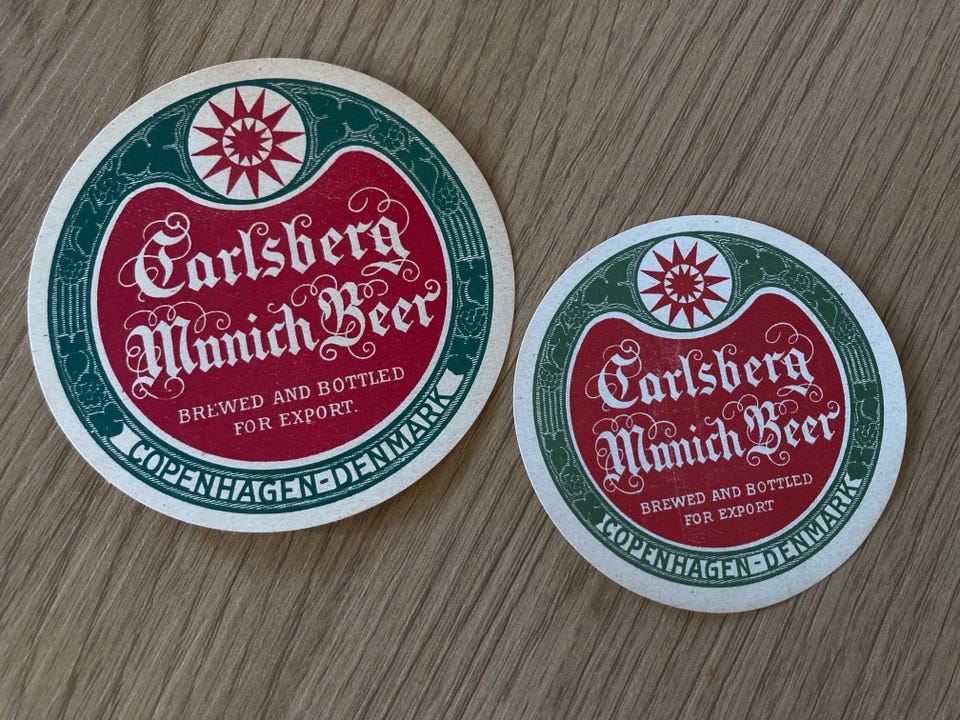 Carlsberg
Munich Beer
BREWED AND BOTTLED
FOR EXPORT.
COPENHAGEN-DENMARK
Carlsberg
Munich Beer
BREWED AND BOTTLED
FOR EXPORT
COPENHAGEN-DENMARK